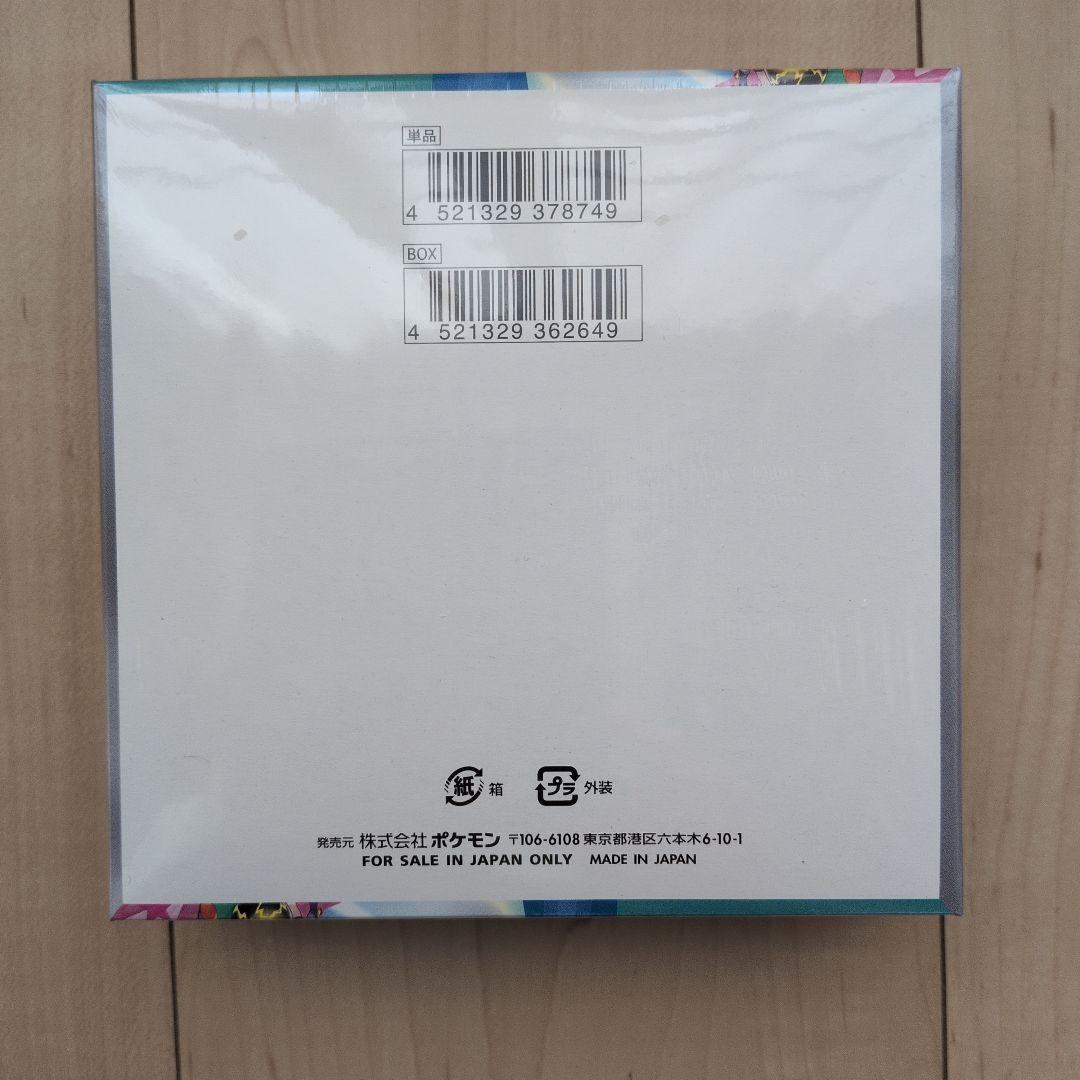 単品
4 521329 378749
BOX
4 521329 362649
紙 箱 プラ 外装
発売元 株式会社ポケモン 〒106-6108 東京都港区六本木6-10-1
FOR SALE IN JAPAN ONLY MADE IN JAPAN